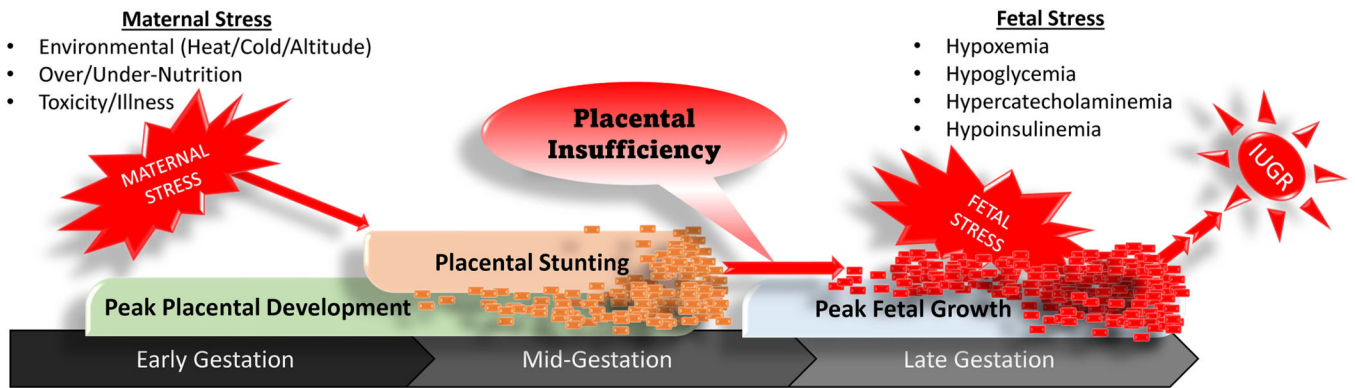 Maternal Stress
• Environmental (Heat/Cold/Altitude)
• Over/Under-Nutrition
• Toxicity/Illness
MATERNAL
STRESS
Placental
Insufficiency
Fetal Stress
• Hypoxemia
• Hypoglycemia
• Hypercatecholaminemia
• Hypoinsulinemia
FETAL
STRESS
IUGR
Placental Stunting
Peak Placental Development
Peak Fetal Growth
Early Gestation
Mid-Gestation
Late Gestation